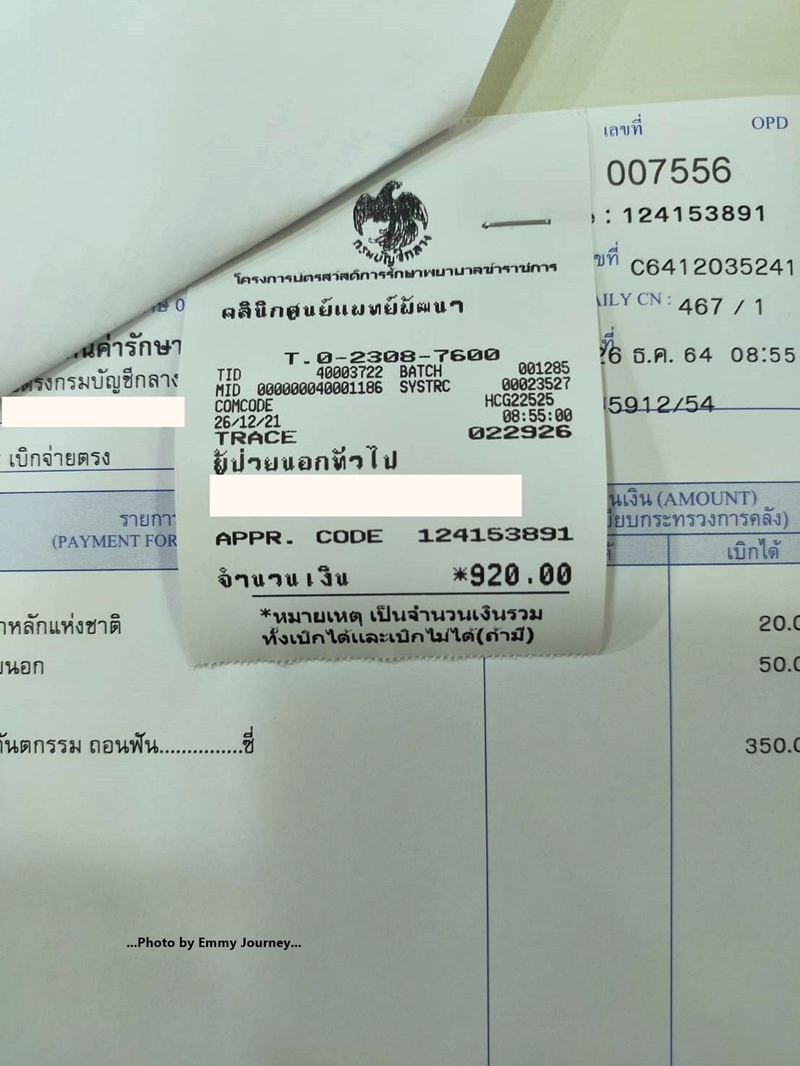 เลขที่ OPD
007556
: 124153891
ขที่ C6412035241
AILY CN : 467 / 1
26 ธ.ค. 64 08:55
5912/54
กรมบัญชีกลาง
โครงการบัตรสวัสดิการรักษาพยาบาลข้าราชการ
คลินิกศูนย์แพทย์พัฒนา
T.0-2308-7600
TID 40003722 BATCH 001285
MID 000000040001186 SYSTRC 00023527
COMCODE HCG22525
26/12/21 08:55:00
TRACE 022926
ผู้ป่วยนอกทั่วไป
APPR. CODE 124153891
จำนวนเงิน *920.00
*หมายเหตุ เป็นจำนวนเงินรวม
ทั้งเบิกได้และเบิกไม่ได้(ถ้ามี)
นค่ารักษา
ตรงกรมบัญชีกลาง
เบิกจ่ายตรง
รายกา
(PAYMENT FOR
นเงิน (AMOUNT)
บียบกระทรวงการคลัง)
เบิกได้
าหลักแห่งชาติ 20.0
ยนอก 50.0
ทันตกรรม ถอนฟัน...............ซี่ 350.0
...Photo by Emmy Journey...